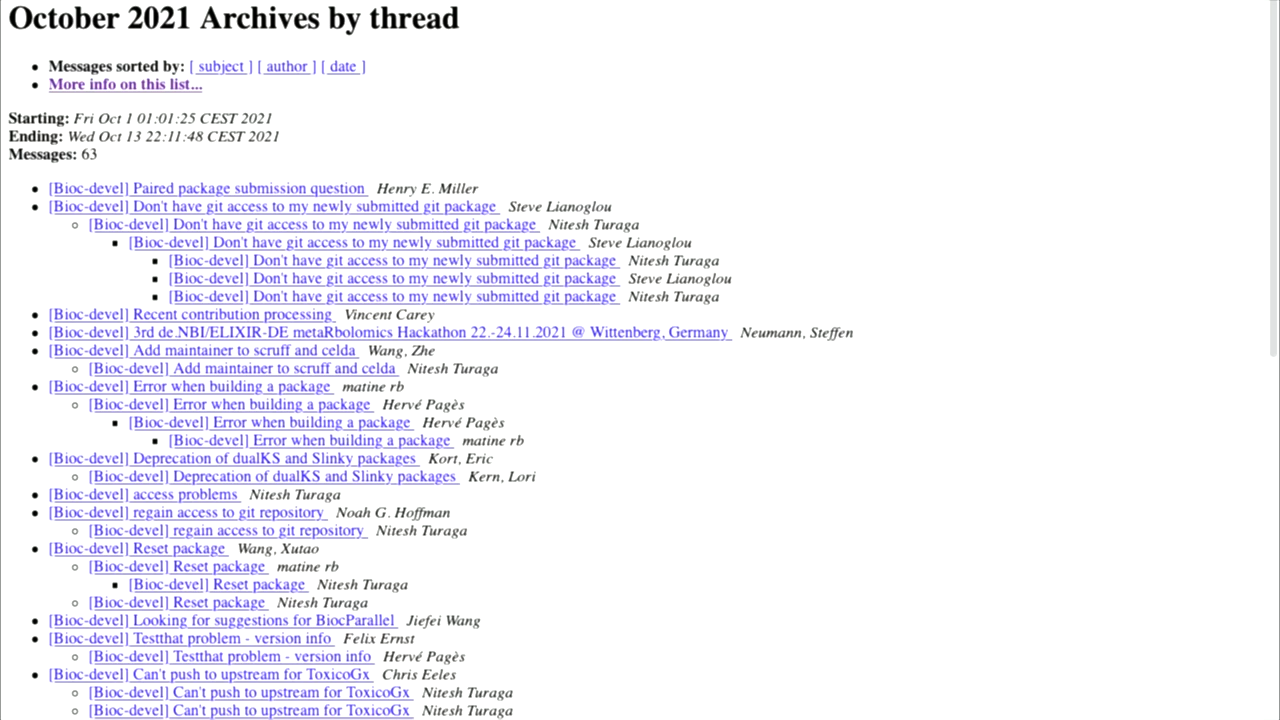 October 2021 Archives by thread
Messages sorted by: [ subject ] [ author ] [ date ]
More info on this list...
Starting: Fri Oct 1 01:01:25 CEST 2021
Ending: Wed Oct 13 22:11:48 CEST 2021
Messages: 63
[Bioc-devel] Paired package submission question Henry E. Miller
[Bioc-devel] Don't have git access to my newly submitted git package Steve Lianoglou
[Bioc-devel] Don't have git access to my newly submitted git package Nitesh Turaga
[Bioc-devel] Don't have git access to my newly submitted git package Steve Lianoglou
[Bioc-devel] Don't have git access to my newly submitted git package Nitesh Turaga
[Bioc-devel] Don't have git access to my newly submitted git package Steve Lianoglou
[Bioc-devel] Don't have git access to my newly submitted git package Nitesh Turaga
[Bioc-devel] Recent contribution processing Vincent Carey
[Bioc-devel] 3rd de.NBI/ELIXIR-DE metaRbolomics Hackathon 22.-24.11.2021 @ Wittenberg, Germany Neumann, Steffen
[Bioc-devel] Add maintainer to scruff and celda Wang, Zhe
[Bioc-devel] Add maintainer to scruff and celda Nitesh Turaga
[Bioc-devel] Error when building a package matine rb
[Bioc-devel] Error when building a package Hervé Pagès
[Bioc-devel] Error when building a package Hervé Pagès
[Bioc-devel] Error when building a package matine rb
[Bioc-devel] Deprecation of dualKS and Slinky packages Kort, Eric
[Bioc-devel] Deprecation of dualKS and Slinky packages Kern, Lori
[Bioc-devel] access problems Nitesh Turaga
[Bioc-devel] regain access to git repository Noah G. Hoffman
[Bioc-devel] regain access to git repository Nitesh Turaga
[Bioc-devel] Reset package Wang, Xutao
[Bioc-devel] Reset package matine rb
[Bioc-devel] Reset package Nitesh Turaga
[Bioc-devel] Reset package Nitesh Turaga
[Bioc-devel] Looking for suggestions for BiocParallel Jiefei Wang
[Bioc-devel] Testthat problem - version info Felix Ernst
[Bioc-devel] Testthat problem - version info Hervé Pagès
[Bioc-devel] Can't push to upstream for ToxicoGx Chris Eeles
[Bioc-devel] Can't push to upstream for ToxicoGx Nitesh Turaga
[Bioc-devel] Can't push to upstream for ToxicoGx Nitesh Turaga